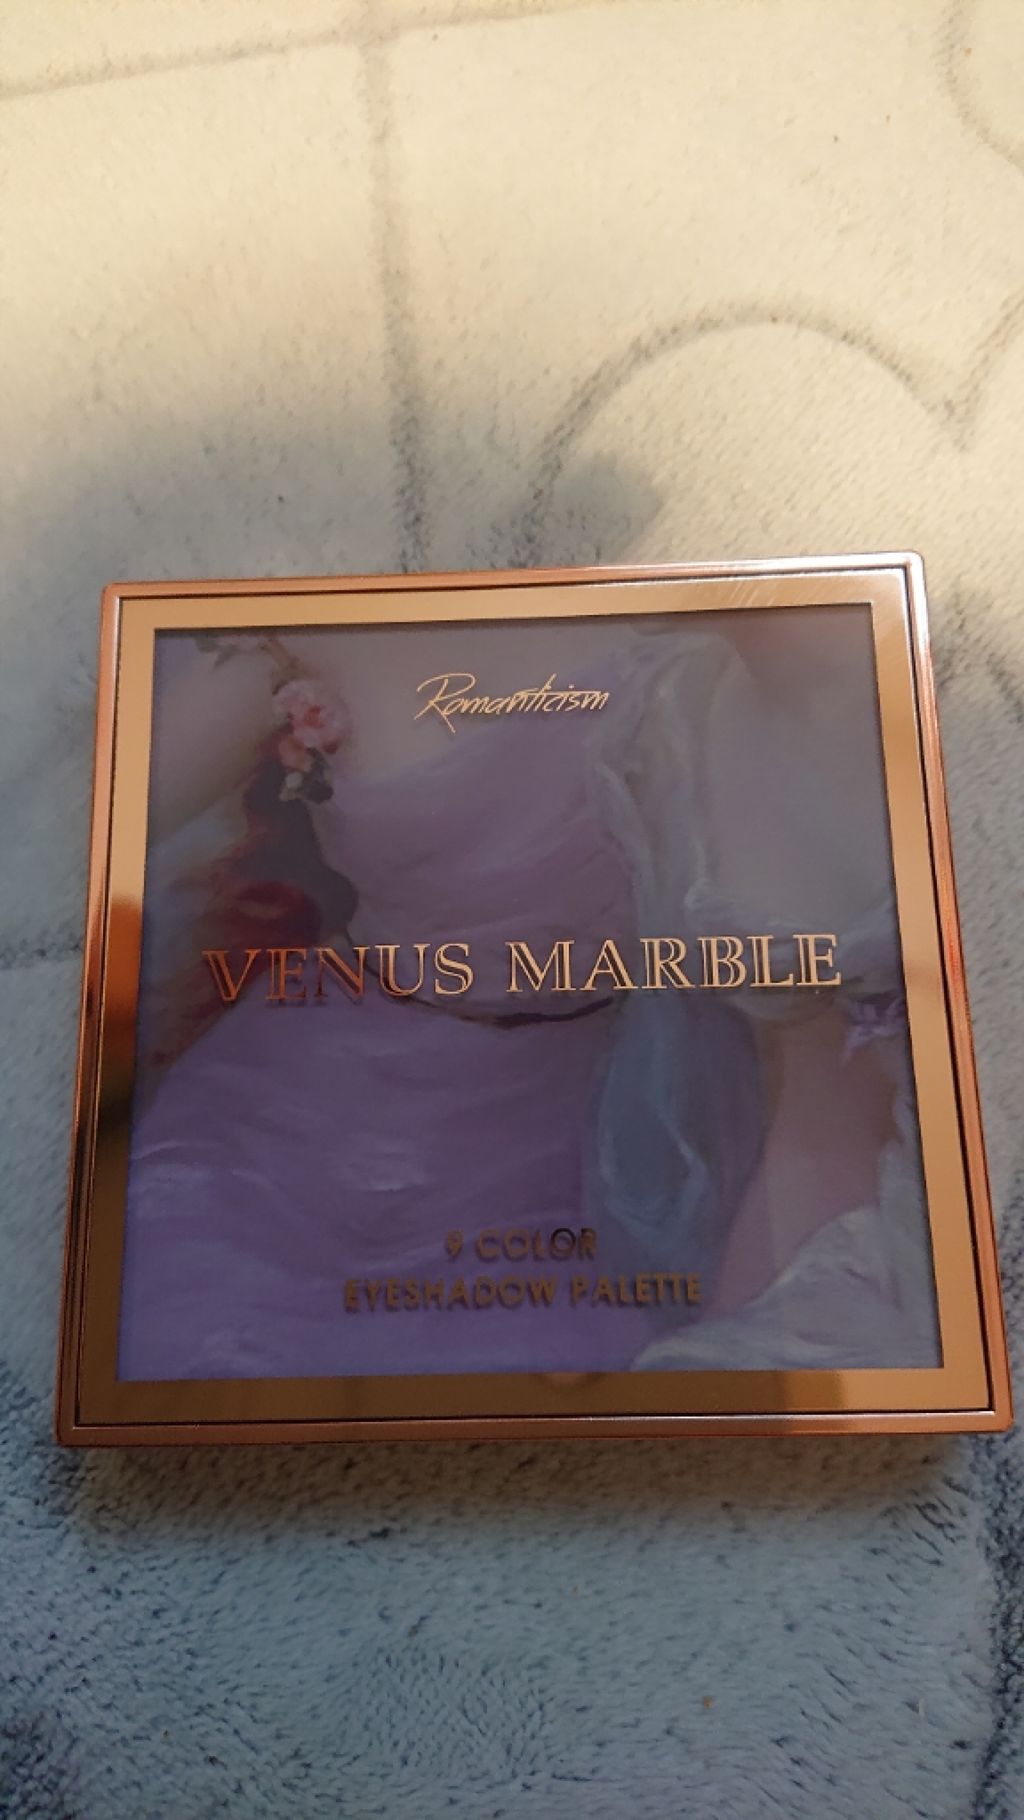 Romanticism
VENUS MARBLE
9 COLOR
EYESHADOW PALETTE